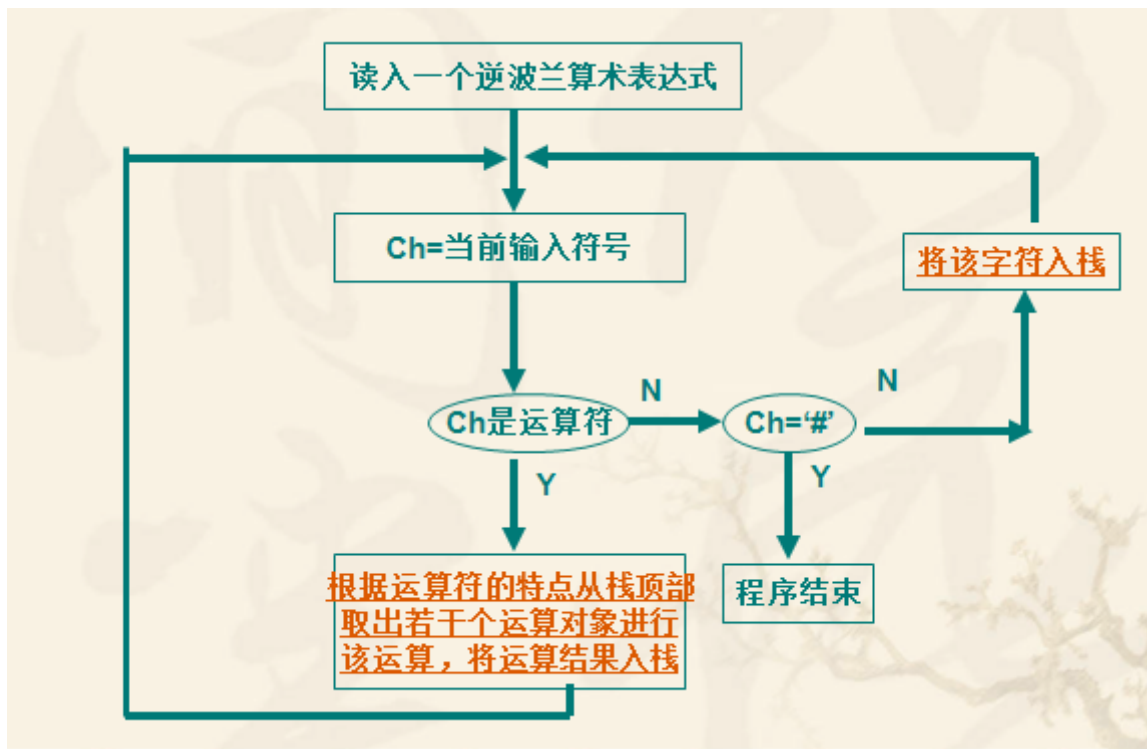 读入一个逆波兰算术表达式
Ch=当前输入符号
将该字符入栈
Ch是运算符
N
Ch=‘#’
N
Y
Y
根据运算符的特点从栈顶部
取出若干个运算对象进行
该运算，将运算结果入栈
程序结束